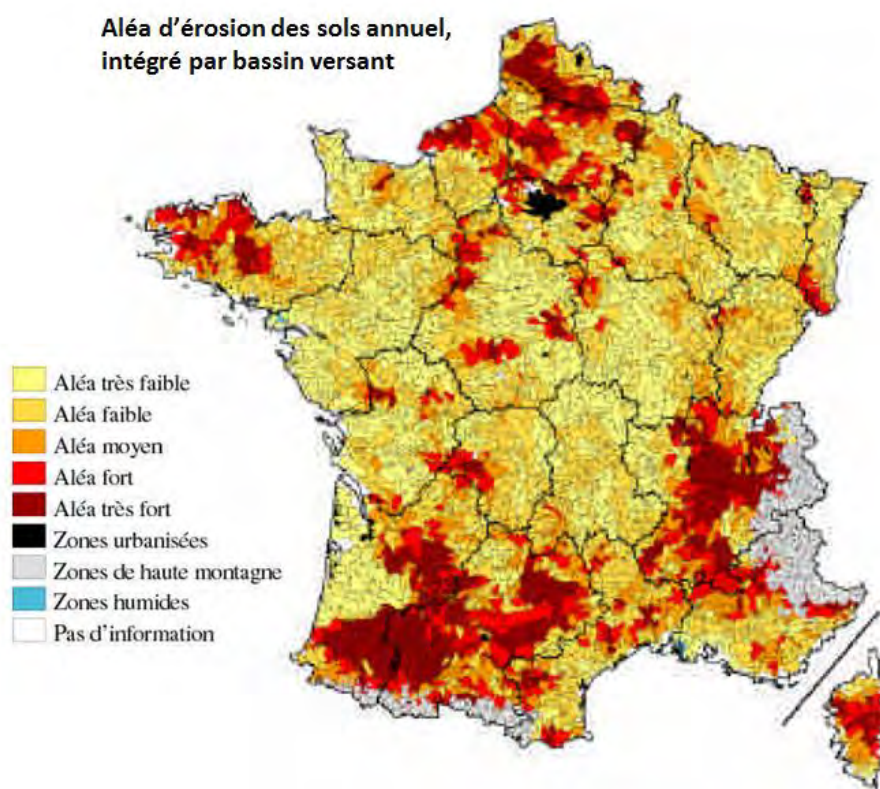 Aléa d’érosion des sols annuel,
intégré par bassin versant
Aléa très faible
Aléa faible
Aléa moyen
Aléa fort
Aléa très fort
Zones urbanisées
Zones de haute montagne
Zones humides
Pas d’information